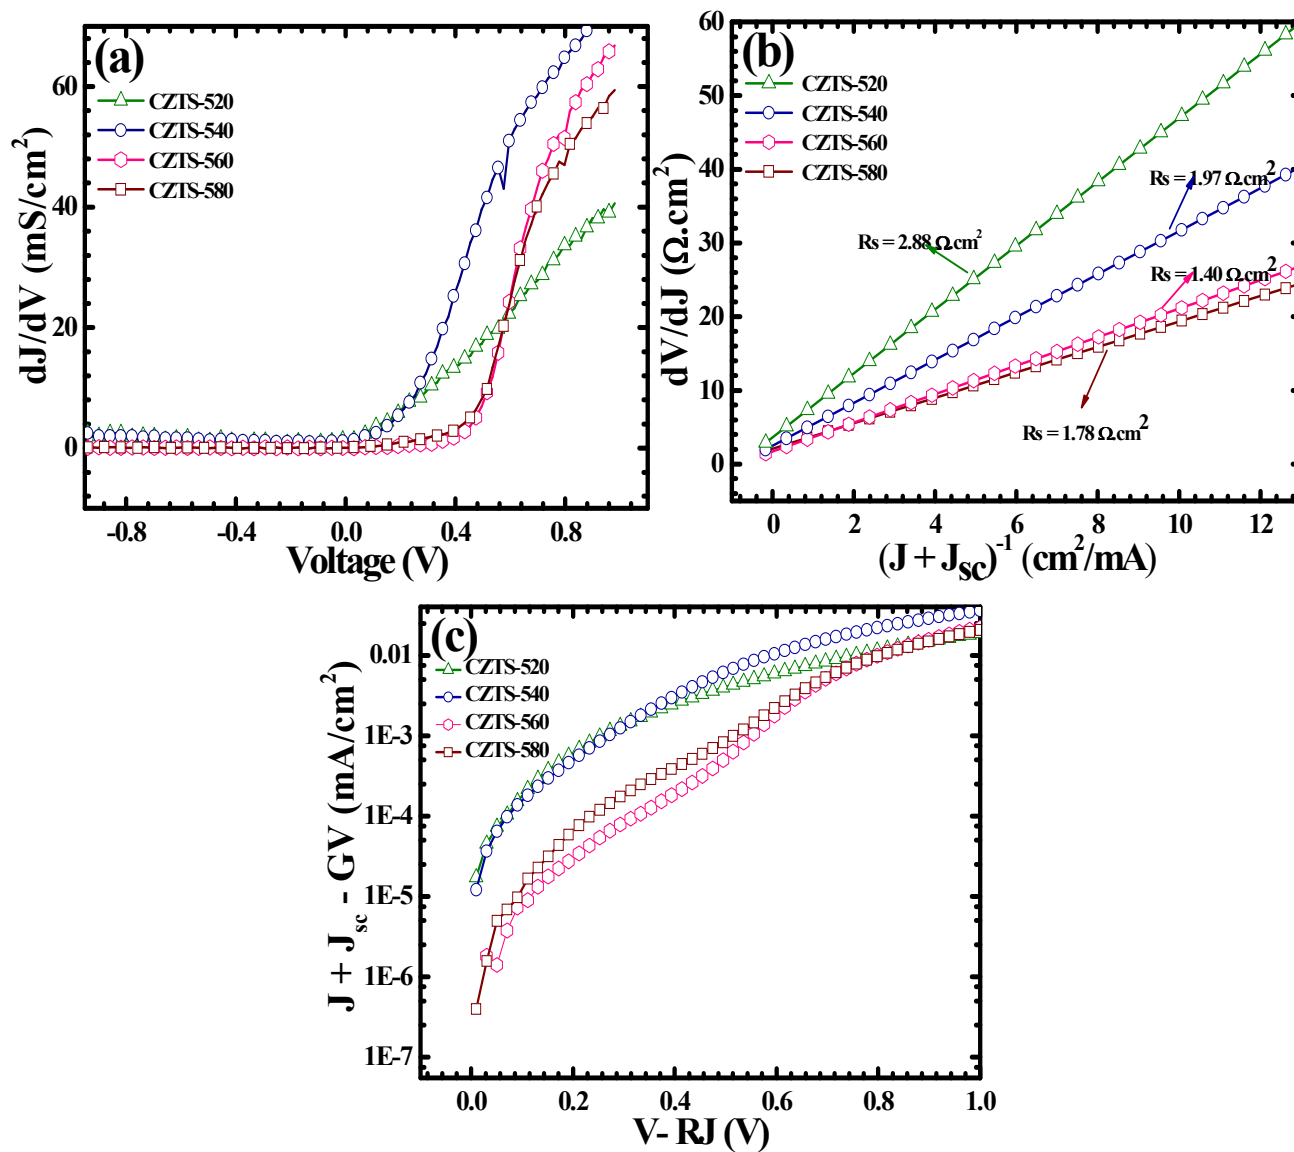 (a)
CZTS-520
CZTS-540
CZTS-560
CZTS-580
60
40
20
0
-0.8 -0.4 0.0 0.4 0.8
dJ/dV (mS/cm²)
Voltage (V)
(b)
CZTS-520
CZTS-540
CZTS-560
CZTS-580
Rs = 2.88 Ω.cm²
Rs = 1.97 Ω.cm²
Rs = 1.40 Ω.cm²
Rs = 1.78 Ω.cm²
60
50
40
30
20
10
0
0 2 4 6 8 10 12
dV/dJ (Ω.cm²)
(J + Jsc)⁻¹ (cm²/mA)
(c)
CZTS-520
CZTS-540
CZTS-560
CZTS-580
0.01
1E-3
1E-4
1E-5
1E-6
1E-7
0.0 0.2 0.4 0.6 0.8 1.0
J + Jsc - GV (mA/cm²)
V- RJ (V)